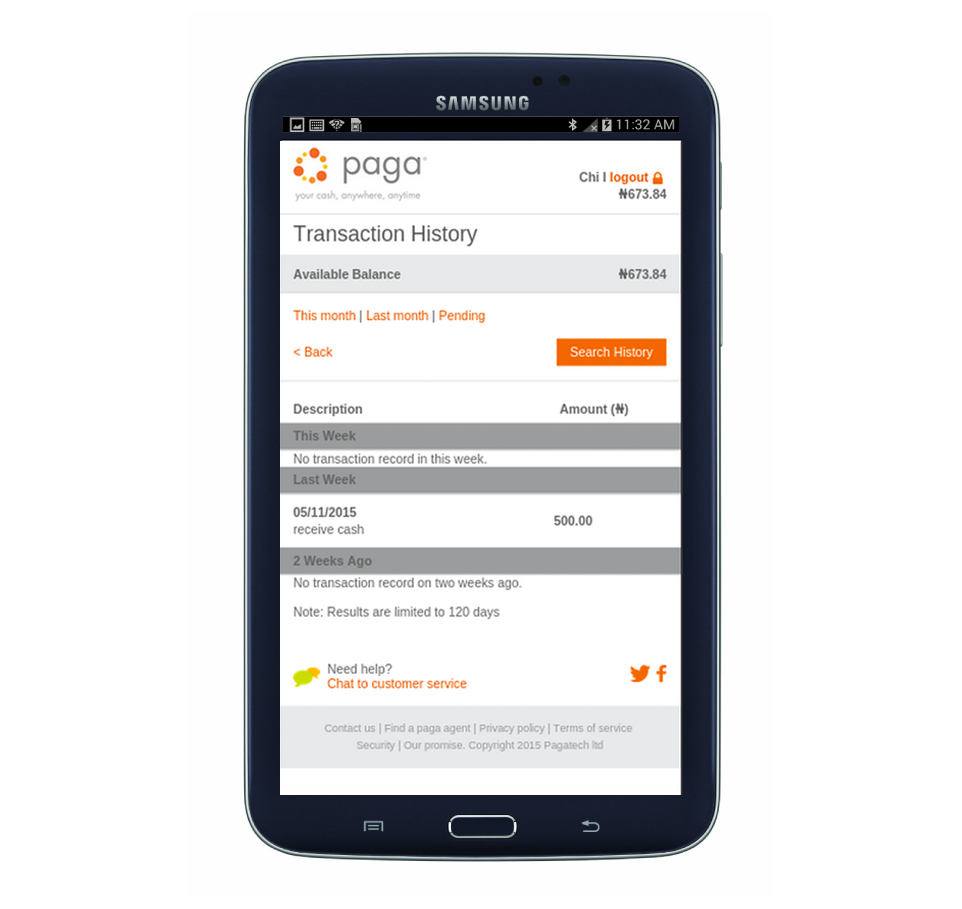 SAMSUNG
11:32 AM
paga
your cash, anywhere, anytime
Chi I logout
₦673.84
Transaction History
Available Balance ₦673.84
This month | Last month | Pending
< Back Search History
Description Amount (₦)
This Week
No transaction record in this week.
Last Week
05/11/2015
receive cash 500.00
2 Weeks Ago
No transaction record on two weeks ago.
Note: Results are limited to 120 days
Need help?
Chat to customer service
Contact us | Find a paga agent | Privacy policy | Terms of service
Security | Our promise. Copyright 2015 Pagatech ltd